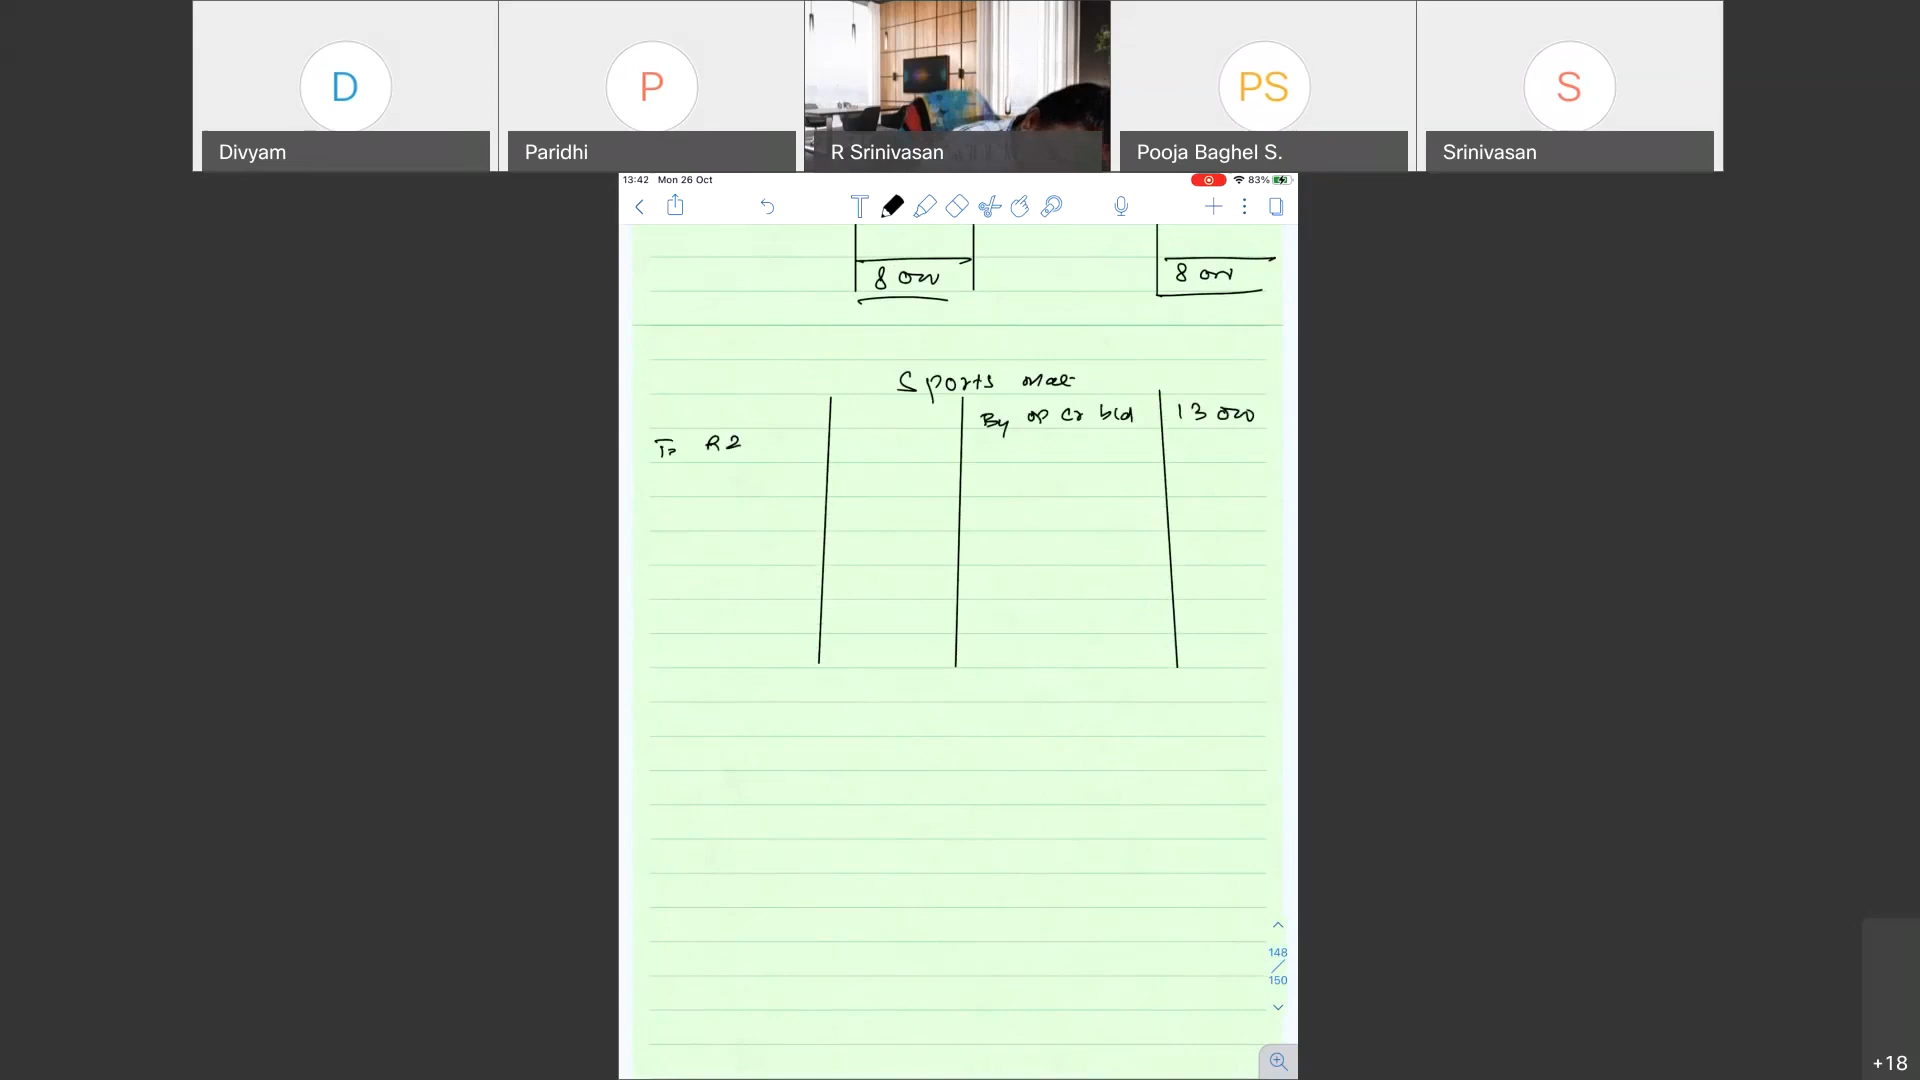 D
P
PS
S
Divyam
Paridhi
R Srinivasan
Pooja Baghel S.
Srinivasan
13:42 Mon 26 Oct
83%
8 000
8 000
Sports mat
By op Cr bld 13 000
To R2
148
150
+18